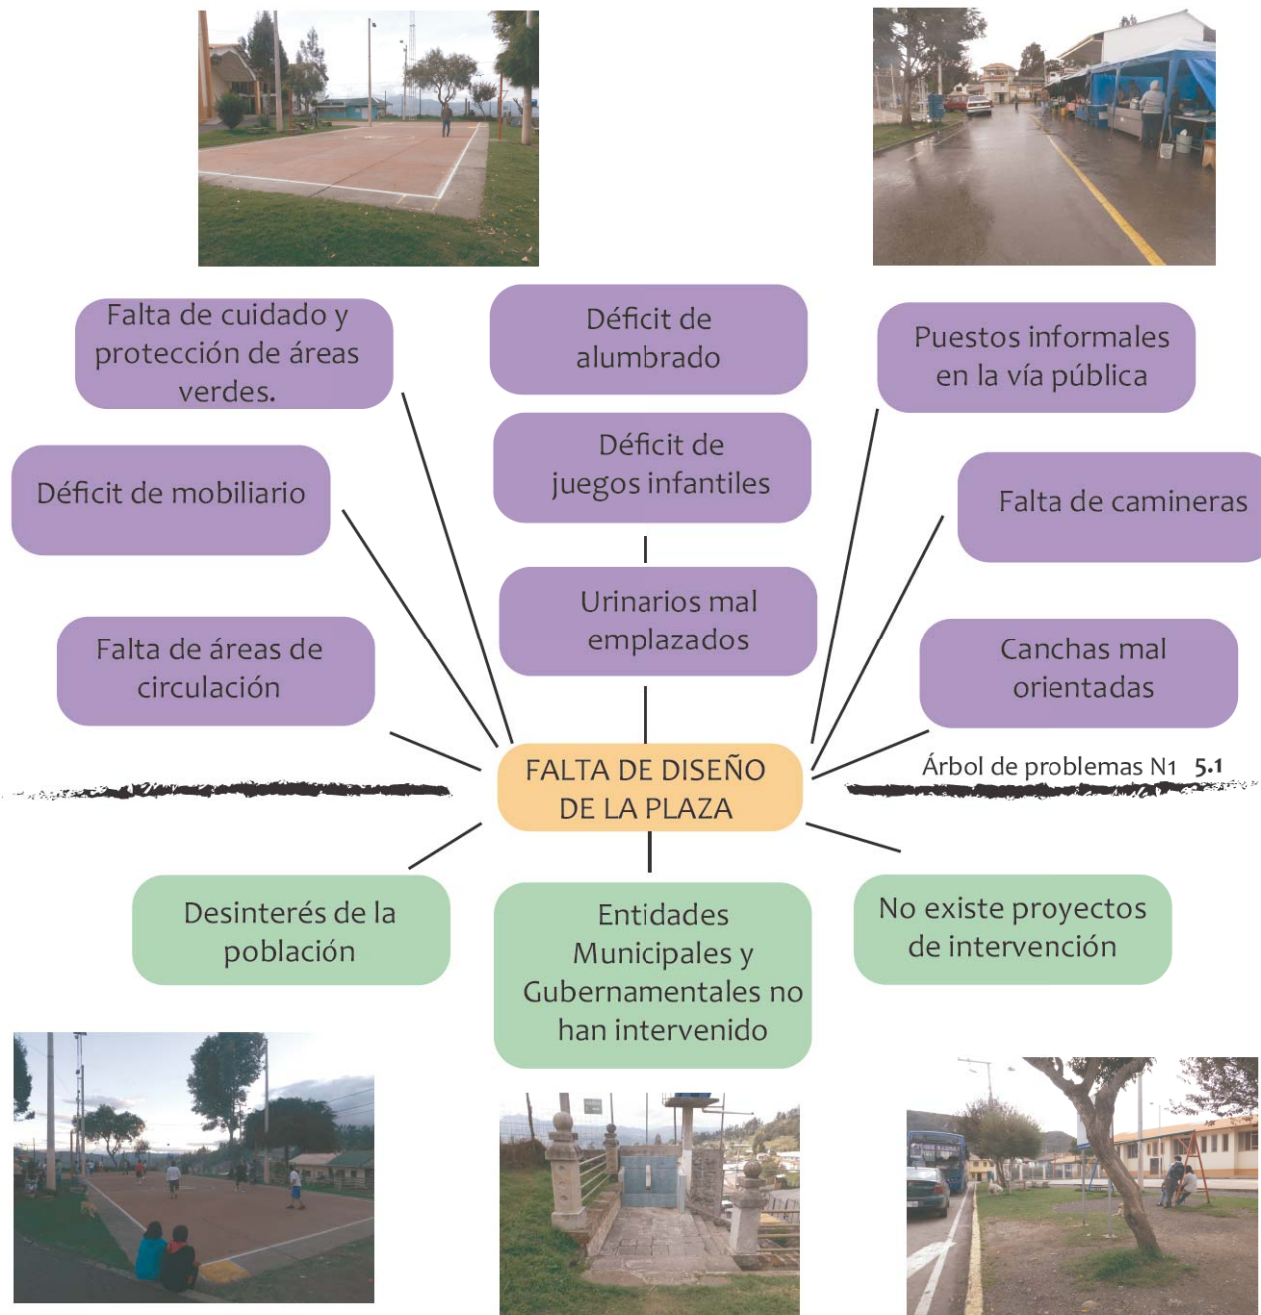 Falta de cuidado y
protección de áreas
verdes.
Déficit de
alumbrado
Puestos informales
en la vía pública
Déficit de mobiliario
Déficit de
juegos infantiles
Falta de camineras
Falta de áreas de
circulación
Urinarios mal
emplazados
Canchas mal
orientadas
FALTA DE DISEÑO
DE LA PLAZA
Árbol de problemas N1 5.1
Desinterés de la
población
Entidades
Municipales y
Gubernamentales no
han intervenido
No existe proyectos
de intervención